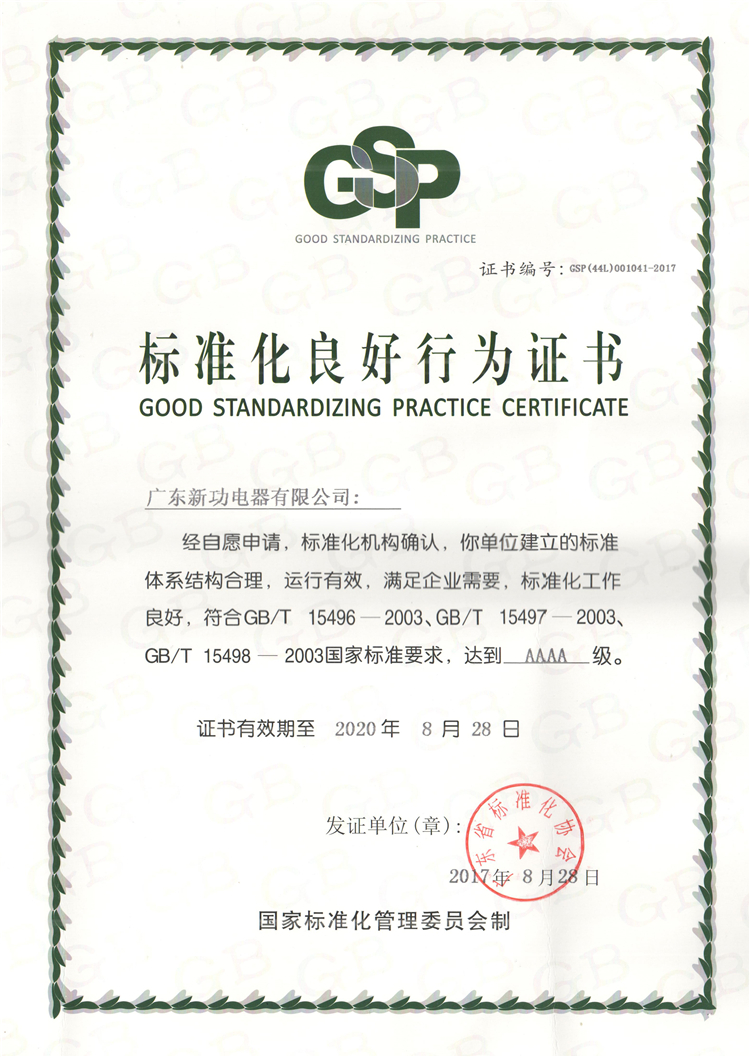 GSP
GOOD STANDARDIZING PRACTICE
证书编号：GSP(44L)001041-2017
标准化良好行为证书
GOOD STANDARDIZING PRACTICE CERTIFICATE
广东新功电器有限公司：
经自愿申请，标准化机构确认，你单位建立的标准
体系结构合理，运行有效，满足企业需要，标准化工作
良好，符合GB/T 15496—2003、GB/T 15497—2003、
GB/T 15498—2003国家标准要求，达到 AAAA 级。
证书有效期至 2020年 8月28日
发证单位(章)：
广东省标准化协会
2017年 8月28日
国家标准化管理委员会制